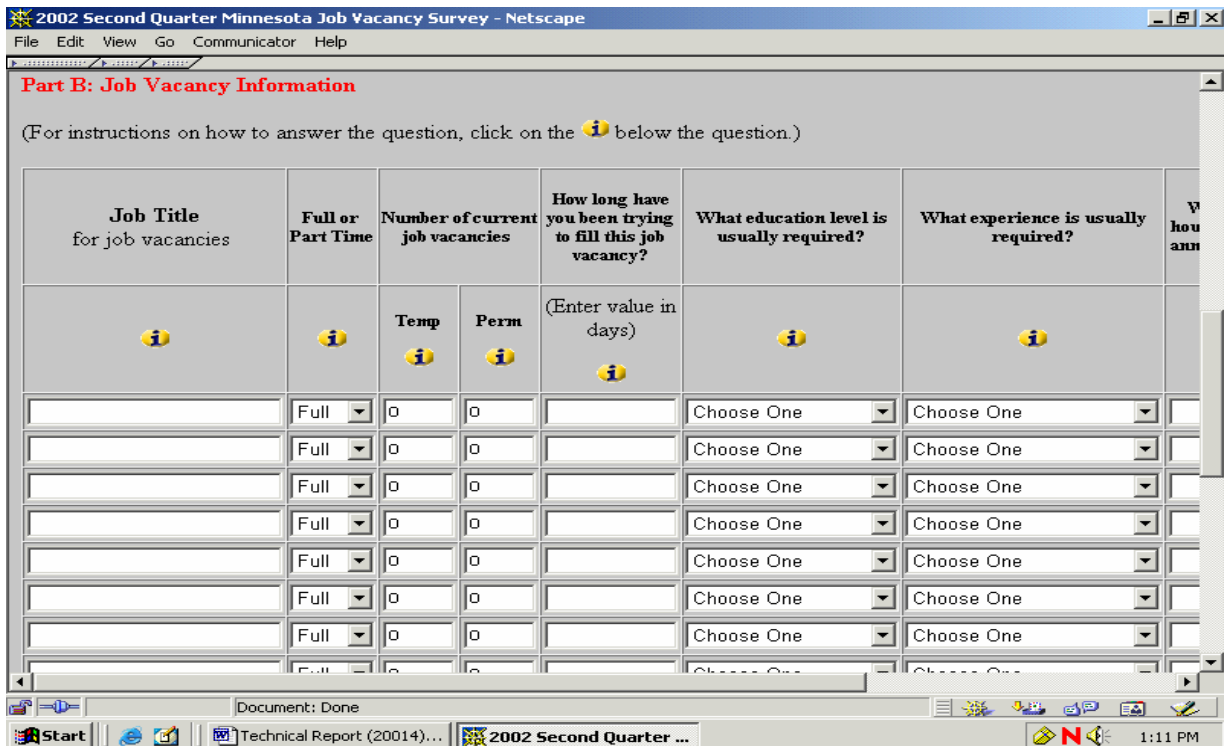 2002 Second Quarter Minnesota Job Vacancy Survey - Netscape
File Edit View Go Communicator Help
Part B: Job Vacancy Information
(For instructions on how to answer the question, click on the i below the question.)
Job Title
for job vacancies
Full or
Part Time
Number of current
job vacancies
How long have
you been trying
to fill this job
vacancy?
What education level is
usually required?
What experience is usually
required?
Temp
Perm
(Enter value in
days)
Full 0 0 Choose One Choose One
Full 0 0 Choose One Choose One
Full 0 0 Choose One Choose One
Full 0 0 Choose One Choose One
Full 0 0 Choose One Choose One
Full 0 0 Choose One Choose One
Full 0 0 Choose One Choose One
Document: Done
Start Technical Report (20014)... 2002 Second Quarter ... N 1:11 PM